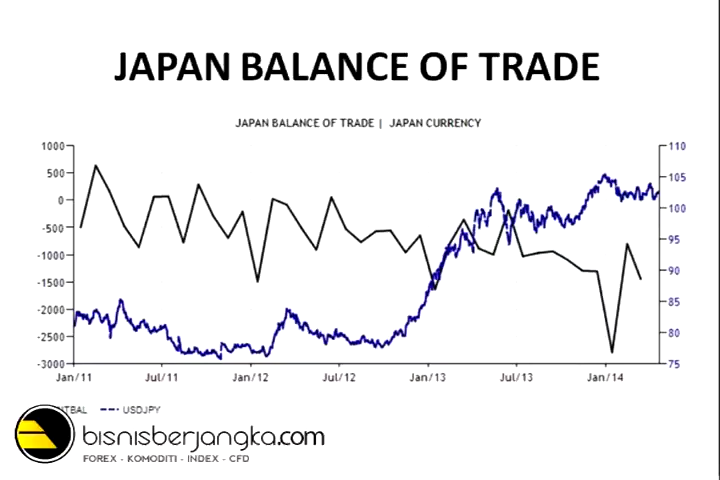 JAPAN BALANCE OF TRADE
JAPAN BALANCE OF TRADE | JAPAN CURRENCY
1000
500
0
-500
-1000
-1500
-2000
-2500
-3000
110
105
100
95
90
85
80
75
Jan/11 Jul/11 Jan/12 Jul/12 Jan/13 Jul/13 Jan/14
USDJPY
bisnisberjangka.com
FOREX - KOMODITI - INDEX - CFD